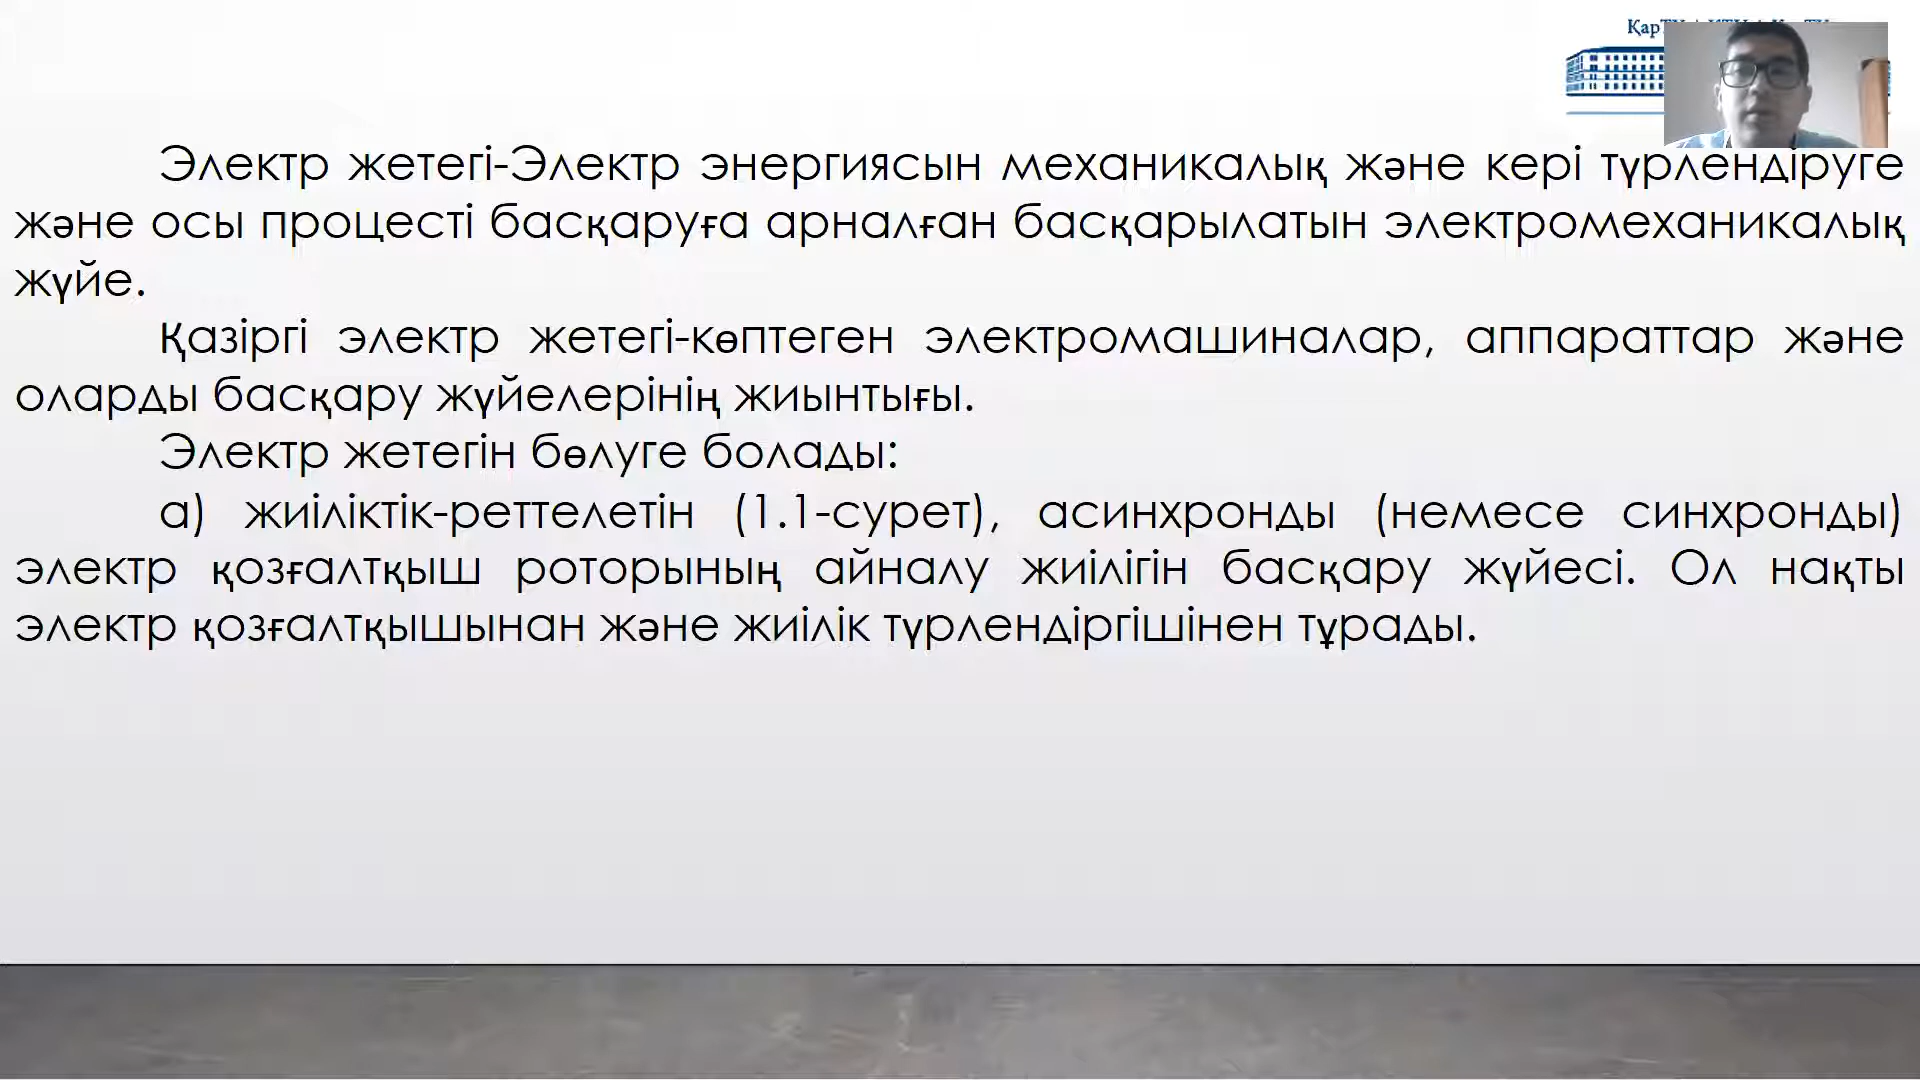 Электр жетегі-Электр энергиясын механикалық және кері түрлендіруге
және осы процесті басқаруға арналған басқарылатын электромеханикалық
жүйе.
Қазіргі электр жетегі-көптеген электромашиналар, аппараттар және
оларды басқару жүйелерінің жиынтығы.
Электр жетегін бөлуге болады:
а) жиіліктік-реттелетін (1.1-сурет), асинхронды (немесе синхронды)
электр қозғалтқыш роторының айналу жиілігін басқару жүйесі. Ол нақты
электр қозғалтқышынан және жиілік түрлендіргішінен тұрады.